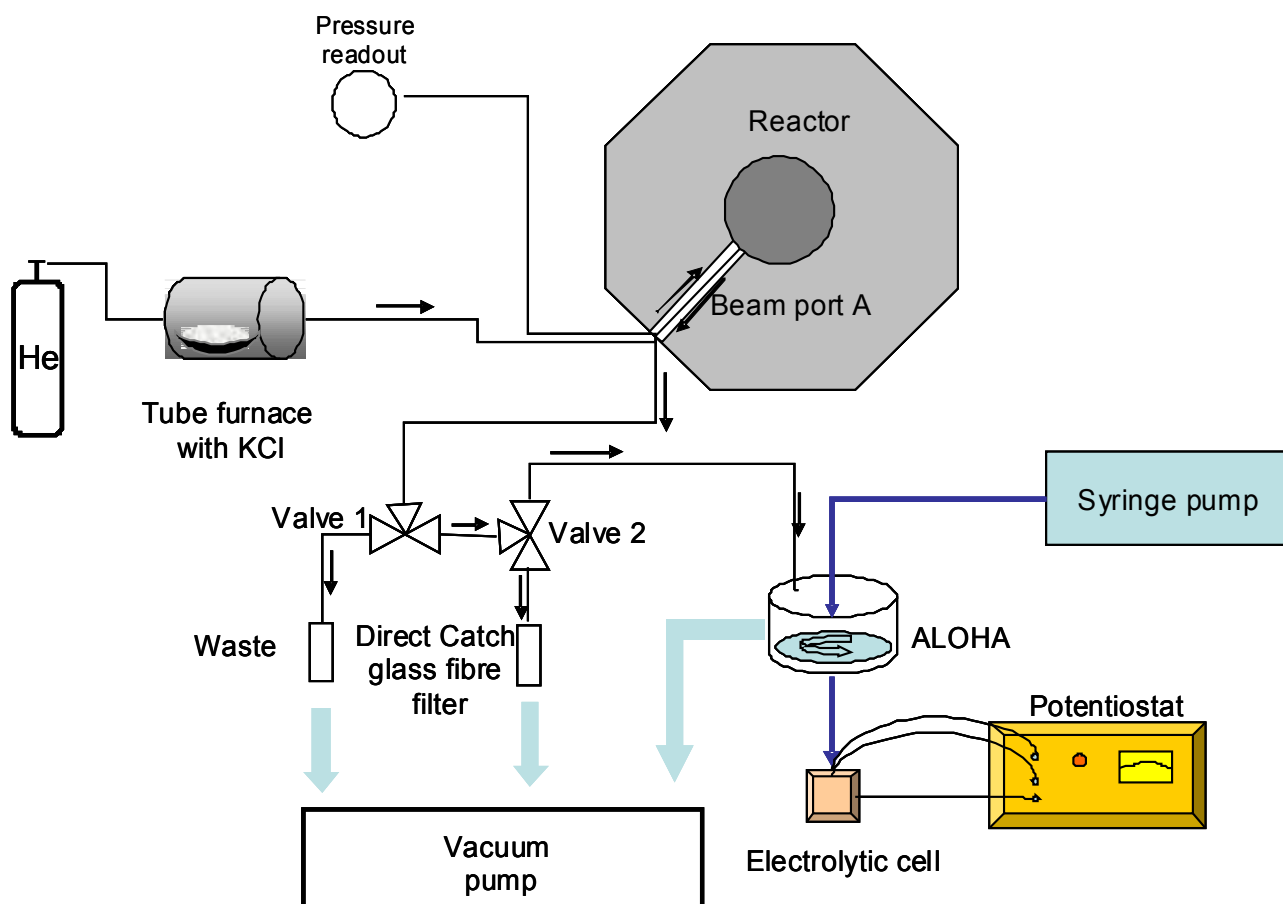 Pressure
readout
Reactor
Beam port A
He
Tube furnace
with KCl
Valve 1
Valve 2
Syringe pump
Waste
Direct Catch
glass fibre
filter
ALOHA
Potentiostat
Vacuum
pump
Electrolytic cell